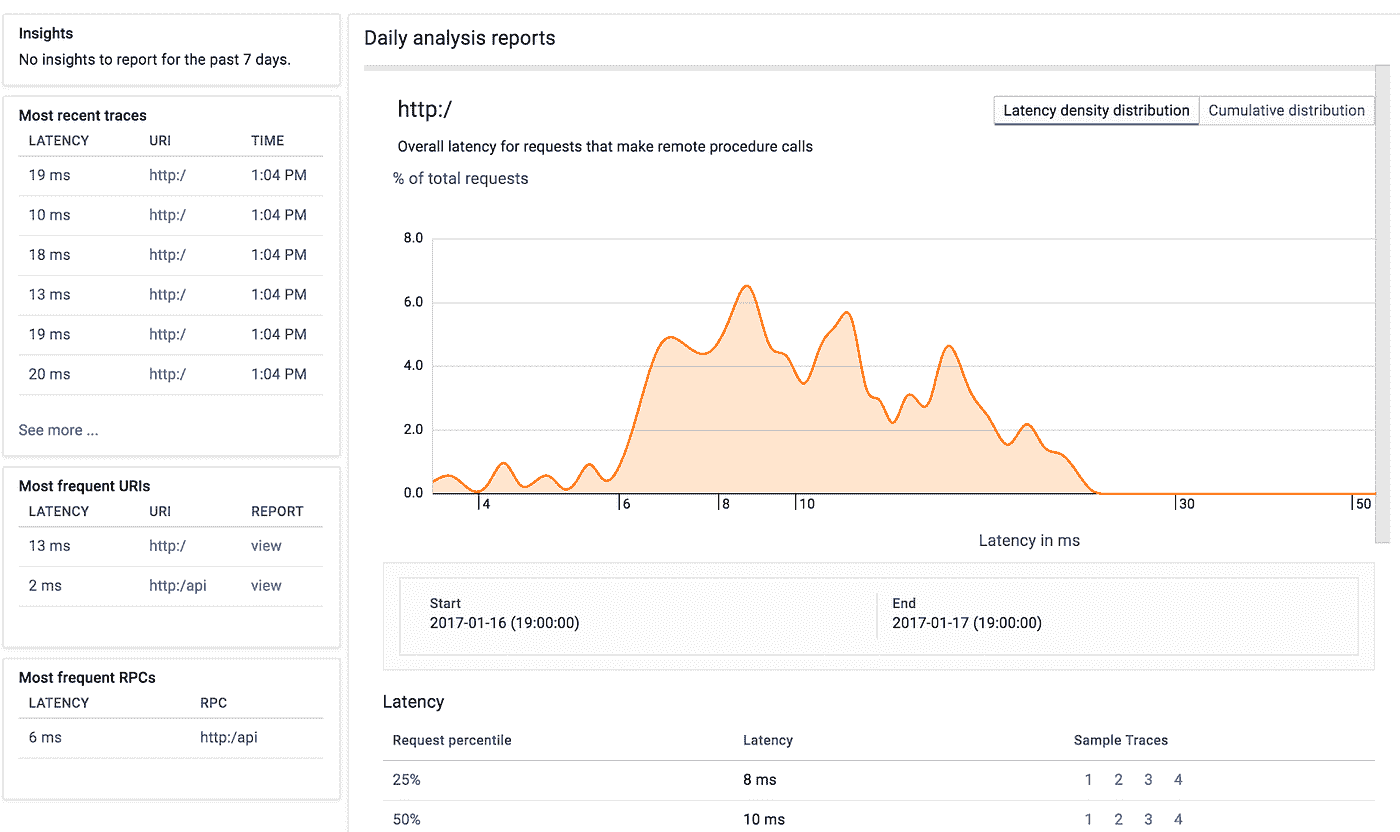 Insights
No insights to report for the past 7 days.
Most recent traces
LATENCY URI TIME
19 ms http:/ 1:04 PM
10 ms http:/ 1:04 PM
18 ms http:/ 1:04 PM
13 ms http:/ 1:04 PM
19 ms http:/ 1:04 PM
20 ms http:/ 1:04 PM
See more ...
Most frequent URIs
LATENCY URI REPORT
13 ms http:/ view
2 ms http:/api view
Most frequent RPCs
LATENCY RPC
6 ms http:/api
Daily analysis reports
http:/
Latency density distribution Cumulative distribution
Overall latency for requests that make remote procedure calls
% of total requests
8.0
6.0
4.0
2.0
0.0
4 6 8 10 30 50
Latency in ms
Start End
2017-01-16 (19:00:00) 2017-01-17 (19:00:00)
Latency
Request percentile Latency Sample Traces
25% 8 ms 1 2 3 4
50% 10 ms 1 2 3 4